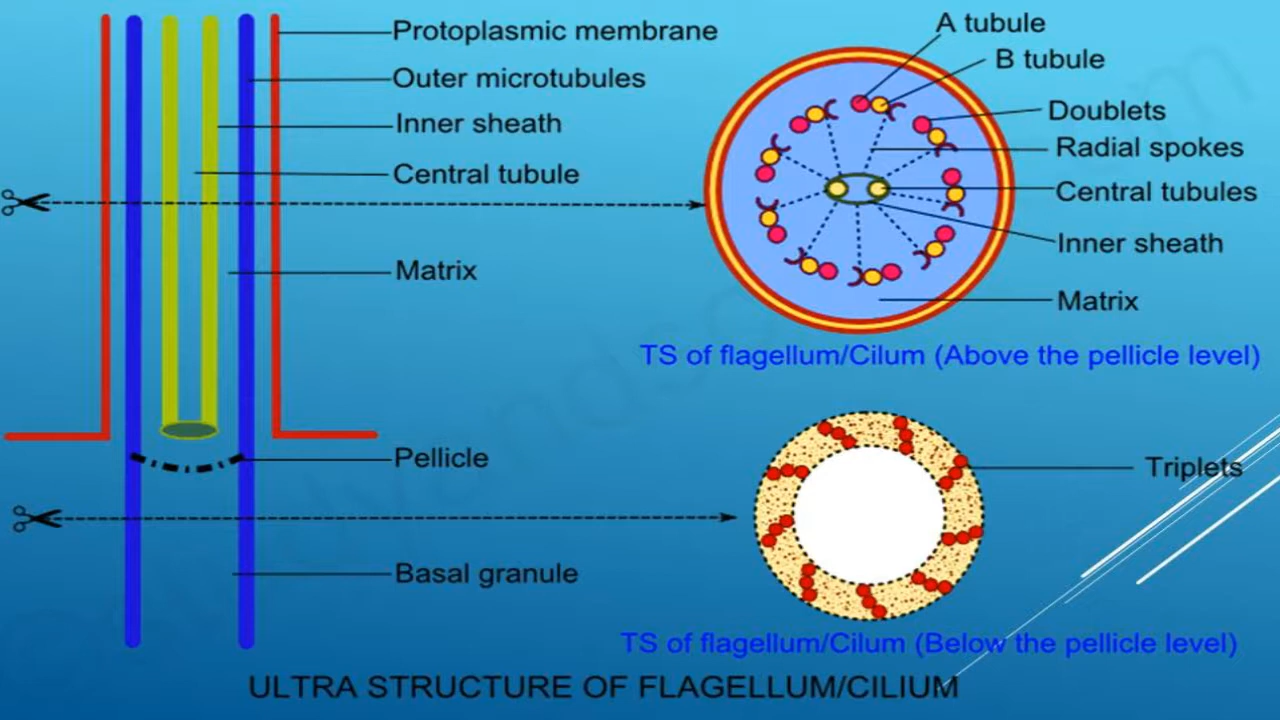 Protoplasmic membrane
Outer microtubules
Inner sheath
Central tubule
Matrix
Pellicle
Basal granule
A tubule
B tubule
Doublets
Radial spokes
Central tubules
Inner sheath
Matrix
TS of flagellum/Cilum (Above the pellicle level)
Triplets
TS of flagellum/Cilum (Below the pellicle level)
ULTRA STRUCTURE OF FLAGELLUM/CILIUM